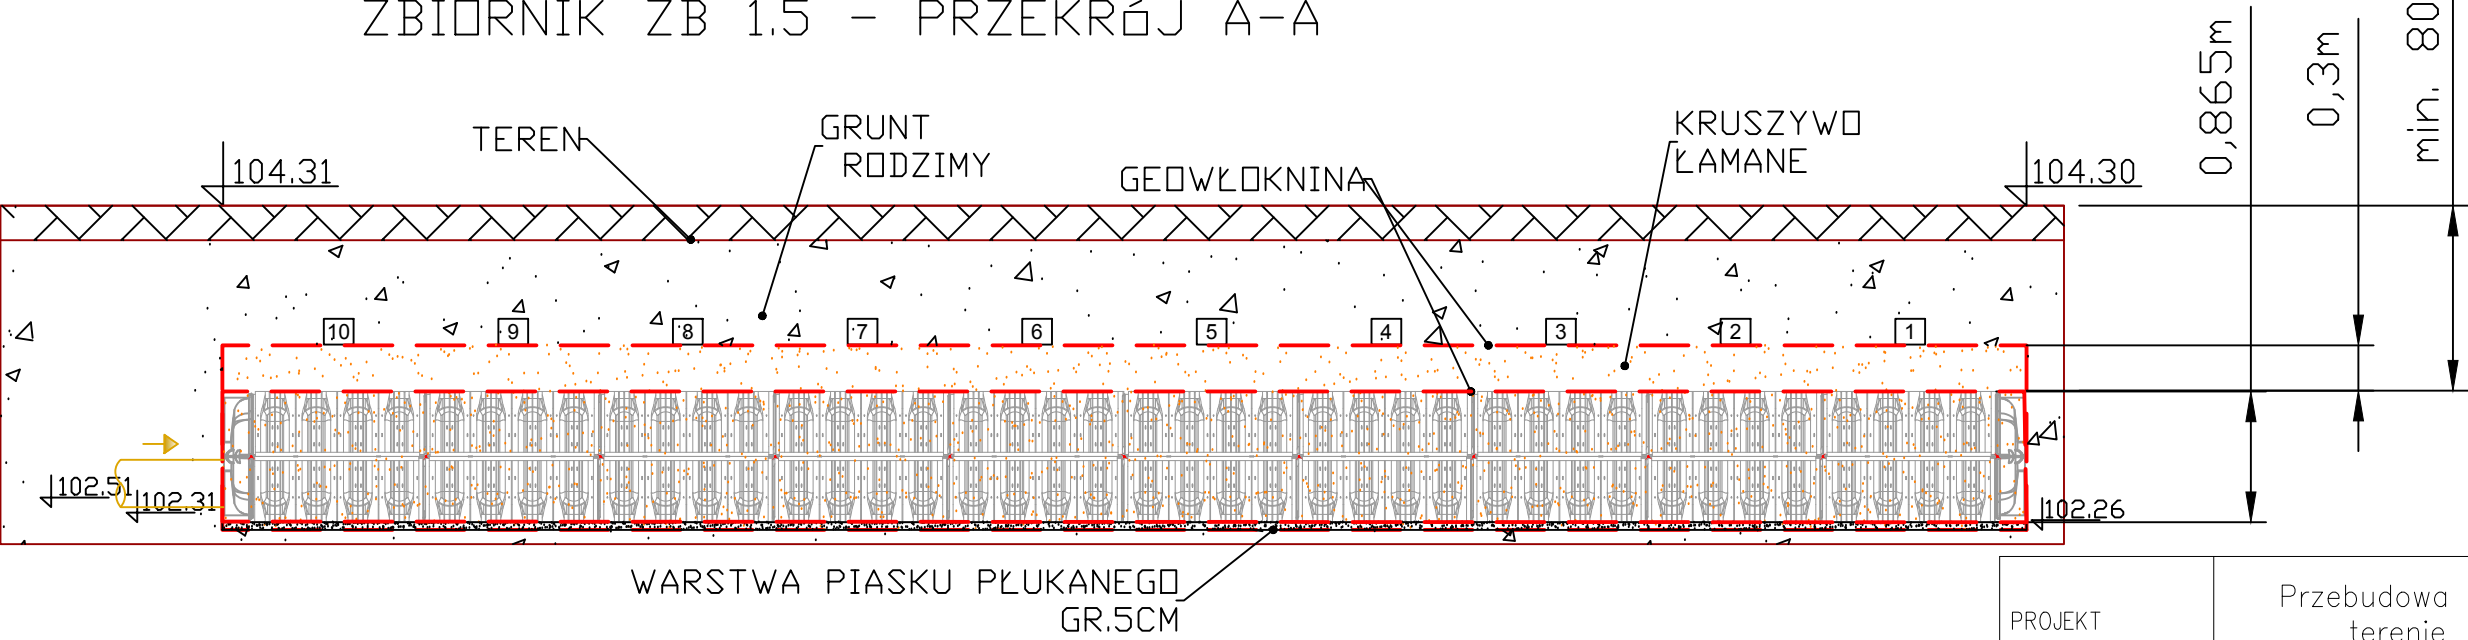 ZBIORNIK ZB 1.5 - PRZEKRóJ A-A
0,865m
0,3m
min. 80
TEREN
GRUNT
RODZIMY
GEOWŁOKNINA
KRUSZYWO
ŁAMANE
104.31
104.30
10
9
8
7
6
5
4
3
2
1
102.51
102.31
102.26
WARSTWA PIASKU PŁUKANEGO
GR.5CM
PROJEKT
Przebudowa
terenie